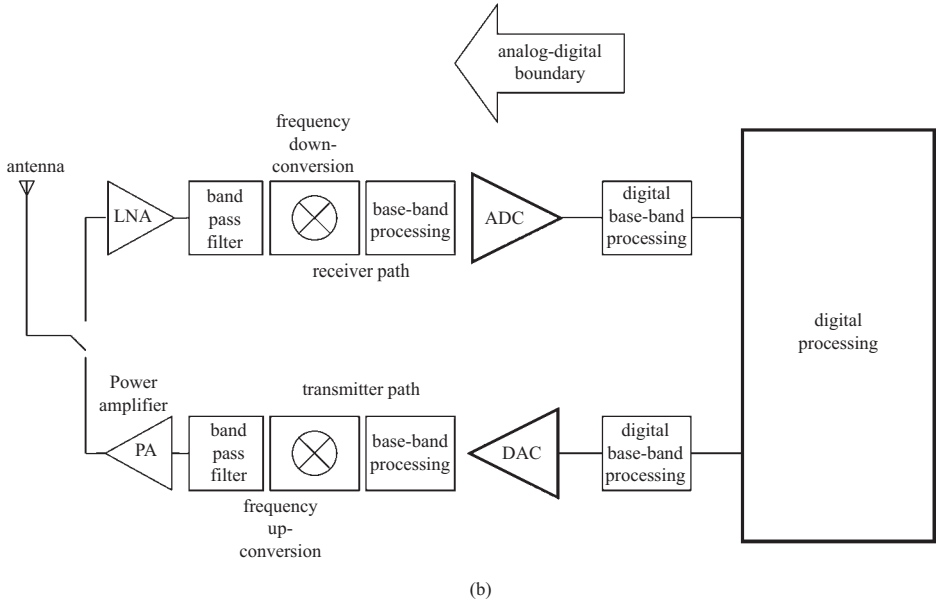 analog-digital
boundary
frequency
down-
conversion
antenna
LNA
band
pass
filter
base-band
processing
ADC
digital
base-band
processing
receiver path
digital
processing
Power
amplifier
transmitter path
PA
band
pass
filter
base-band
processing
DAC
digital
base-band
processing
frequency
up-
conversion
(b)